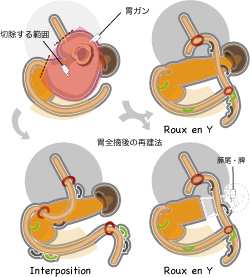 胃ガン
切除する範囲
Roux en Y
胃全摘後の再建法
膵尾・脾
Interposition
Roux en Y